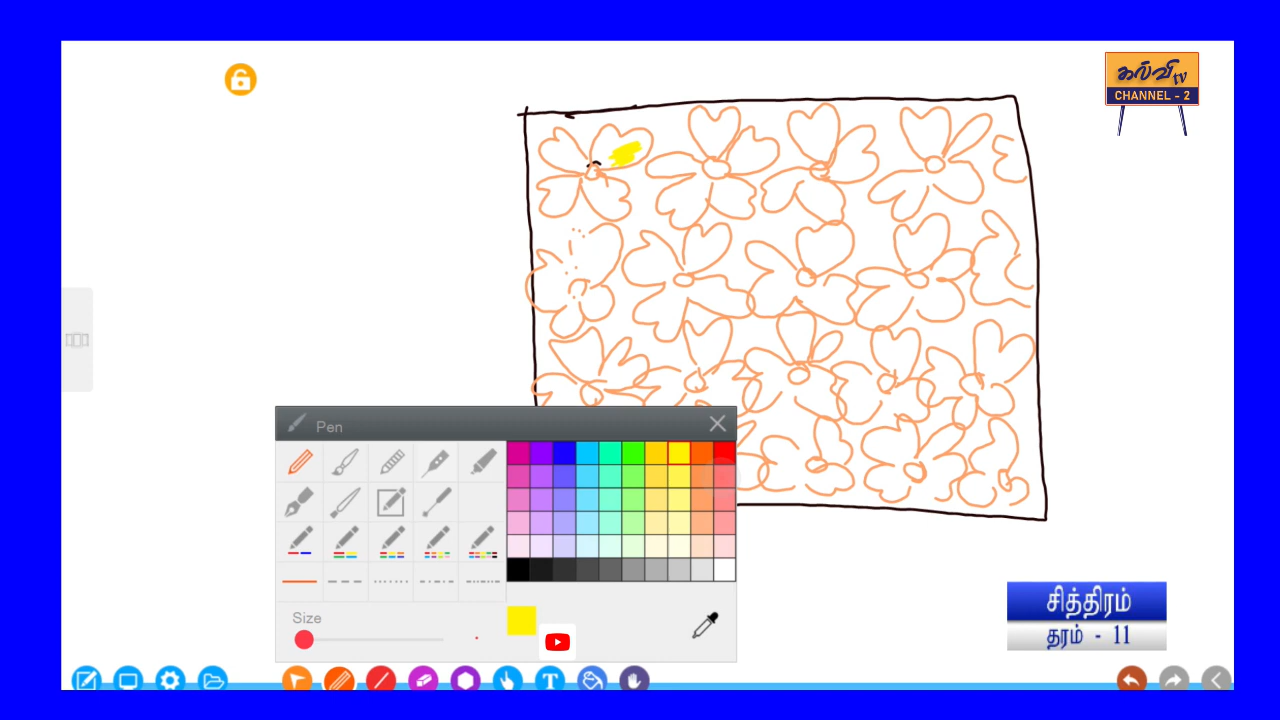 கல்வி tv
CHANNEL - 2
Pen
Size
T
சித்திரம்
தரம் - 11